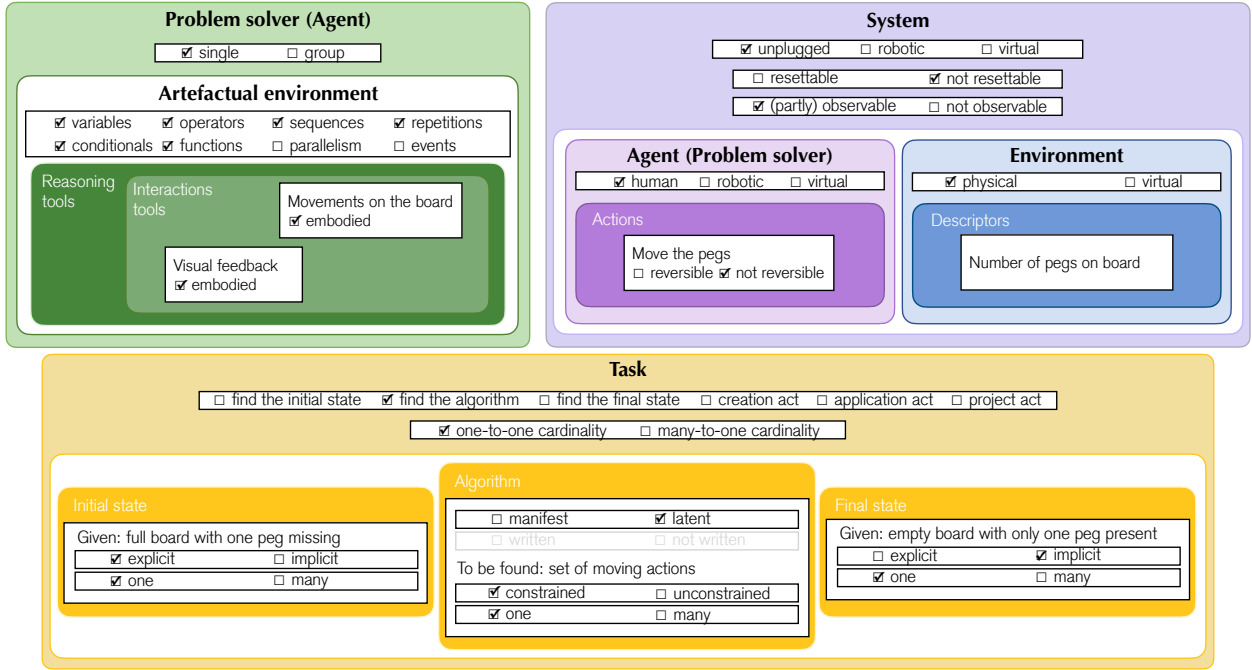 Problem solver (Agent)
☑ single ☐ group
Artefactual environment
☑ variables ☑ operators ☑ sequences ☑ repetitions
☑ conditionals ☑ functions ☐ parallelism ☐ events
Reasoning
tools
Interactions
tools
Movements on the board
☑ embodied
Visual feedback
☑ embodied
System
☑ unplugged ☐ robotic ☐ virtual
☐ resettable ☑ not resettable
☑ (partly) observable ☐ not observable
Agent (Problem solver)
☑ human ☐ robotic ☐ virtual
Actions
Move the pegs
☐ reversible ☑ not reversible
Environment
☑ physical ☐ virtual
Descriptors
Number of pegs on board
Task
☐ find the initial state ☑ find the algorithm ☐ find the final state ☐ creation act ☐ application act ☐ project act
☑ one-to-one cardinality ☐ many-to-one cardinality
Initial state
Given: full board with one peg missing
☑ explicit ☐ implicit
☑ one ☐ many
Algorithm
☐ manifest ☑ latent
☐ written ☐ not written
To be found: set of moving actions
☑ constrained ☐ unconstrained
☑ one ☐ many
Final state
Given: empty board with only one peg present
☐ explicit ☑ implicit
☑ one ☐ many